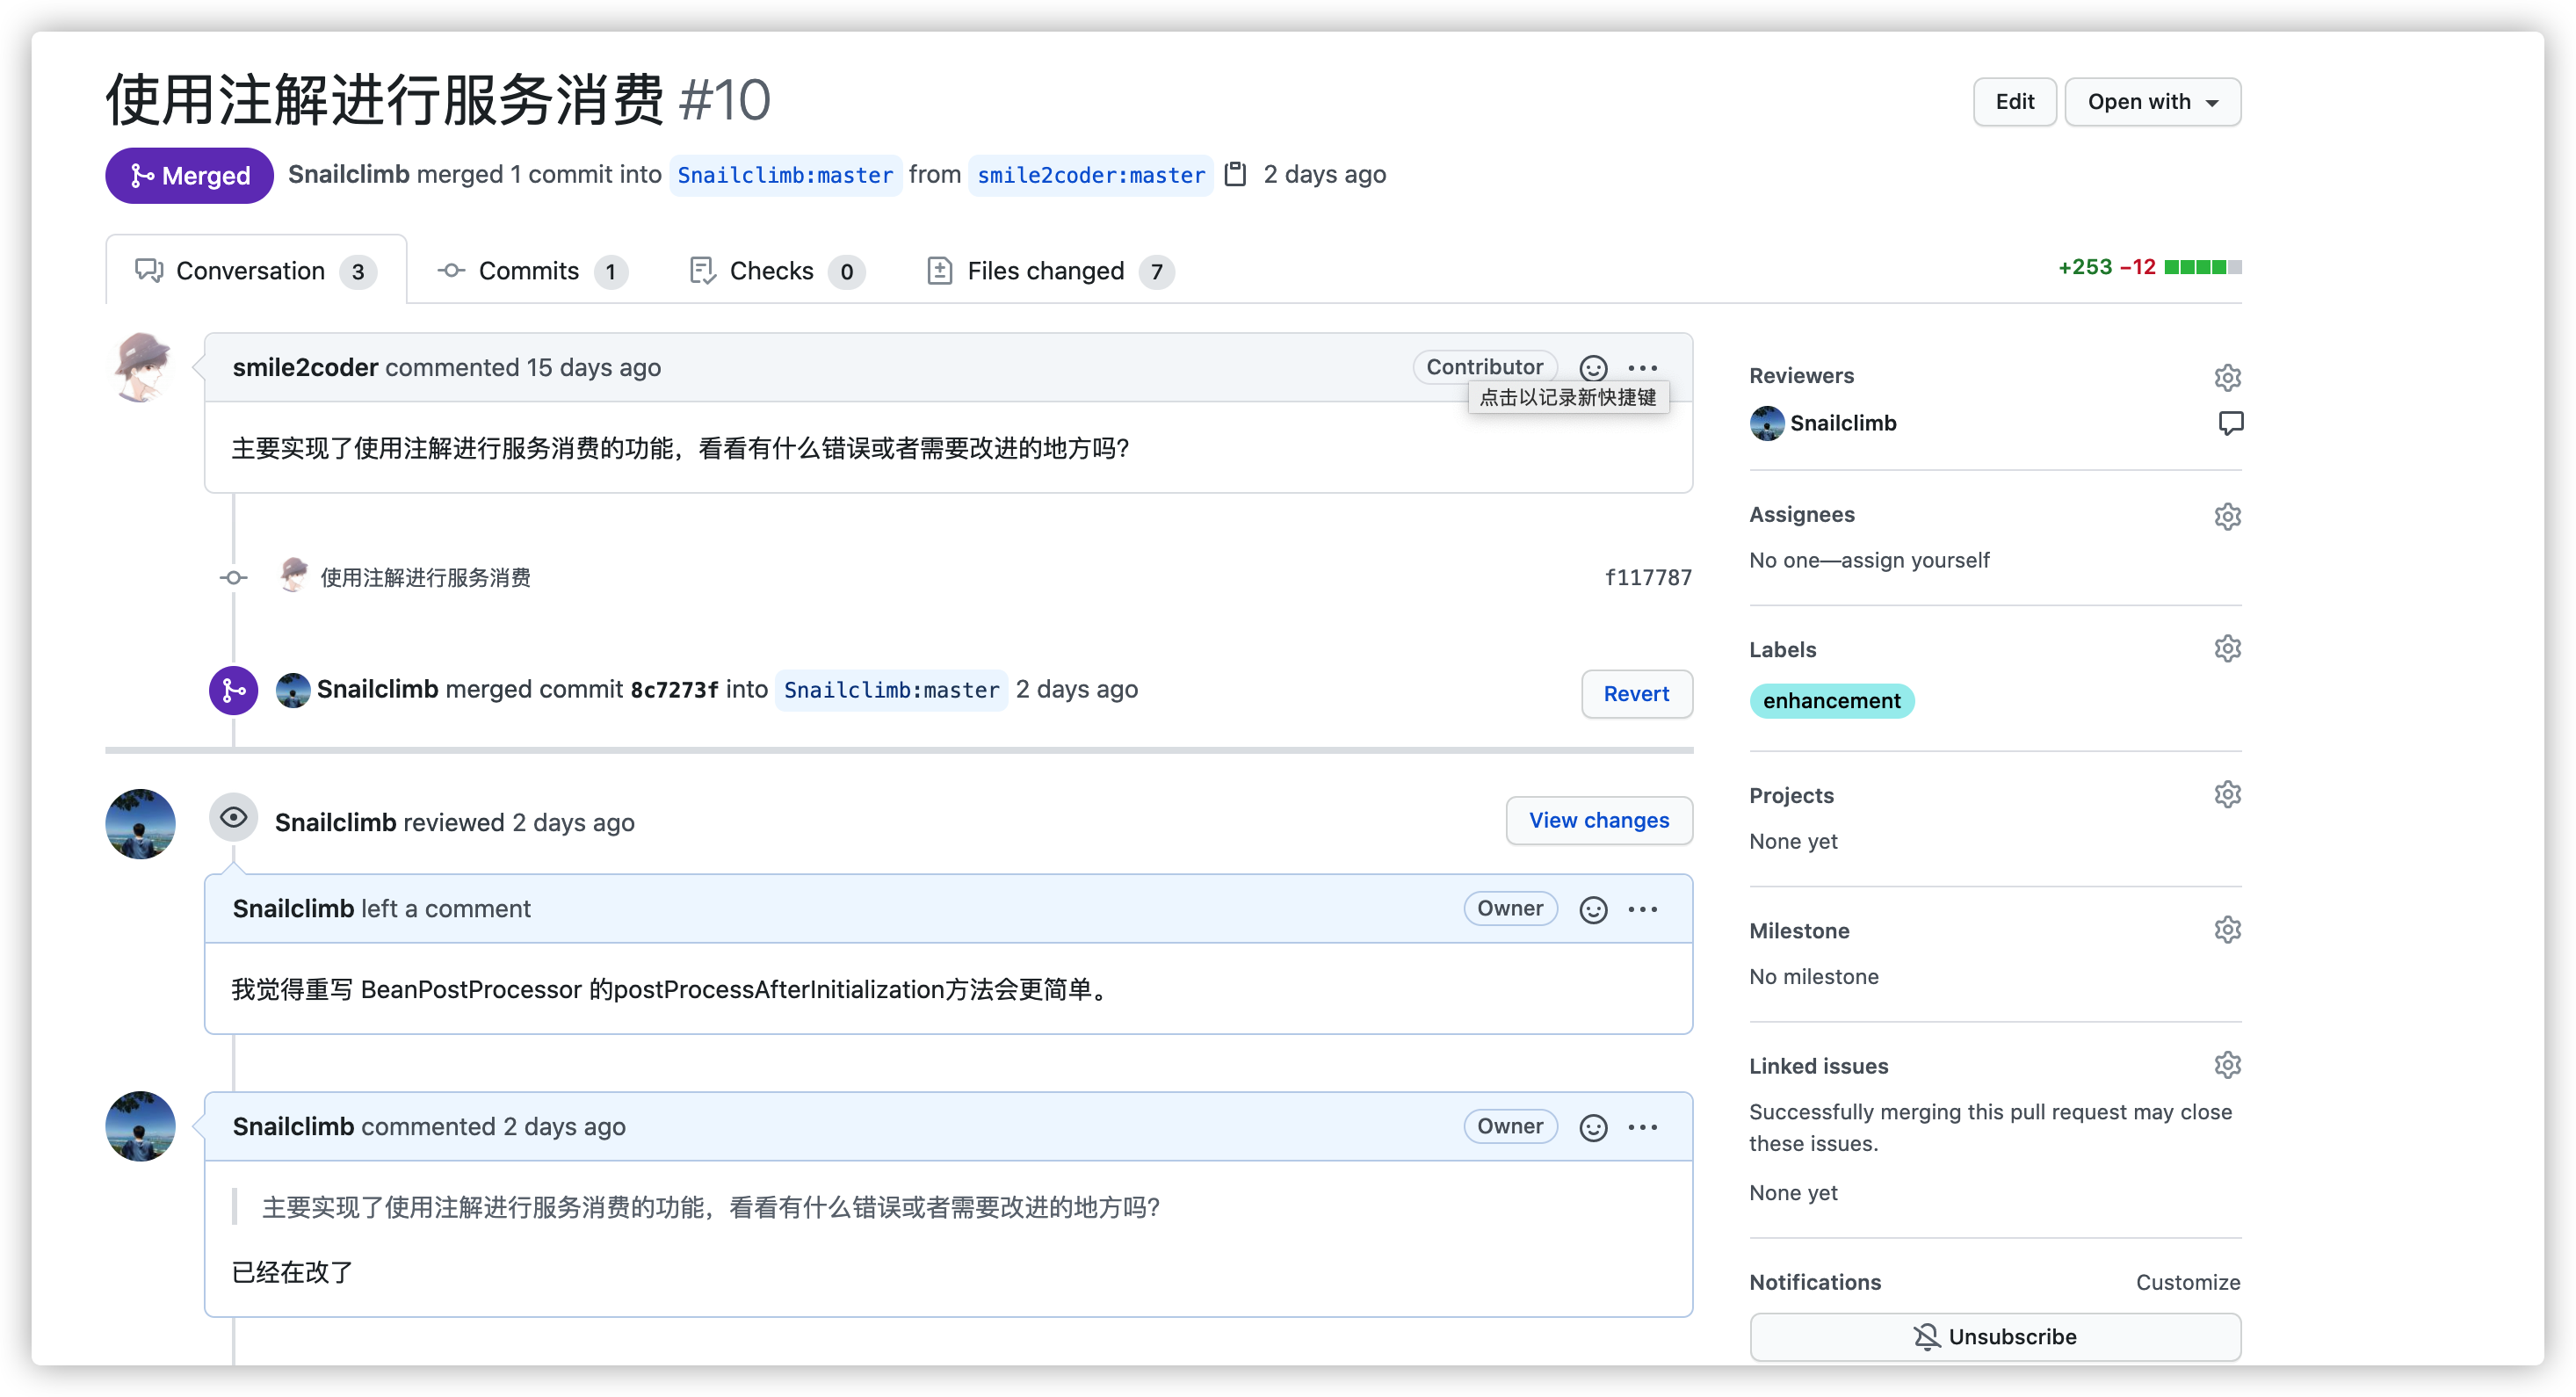 使用注解进行服务消费 #10
Edit
Open with
Merged
Snailclimb merged 1 commit into Snailclimb:master from smile2coder:master 2 days ago
Conversation 3
Commits 1
Checks 0
Files changed 7
+253 −12
smile2coder commented 15 days ago
Contributor
点击以记录新快捷键
主要实现了使用注解进行服务消费的功能，看看有什么错误或者需要改进的地方吗？
使用注解进行服务消费
f117787
Snailclimb merged commit 8c7273f into Snailclimb:master 2 days ago
Revert
Snailclimb reviewed 2 days ago
View changes
Snailclimb left a comment
Owner
我觉得重写 BeanPostProcessor 的postProcessAfterInitialization方法会更简单。
Snailclimb commented 2 days ago
Owner
主要实现了使用注解进行服务消费的功能，看看有什么错误或者需要改进的地方吗？
已经在改了
Reviewers
Snailclimb
Assignees
No one—assign yourself
Labels
enhancement
Projects
None yet
Milestone
No milestone
Linked issues
Successfully merging this pull request may close
these issues.
None yet
Notifications
Customize
Unsubscribe